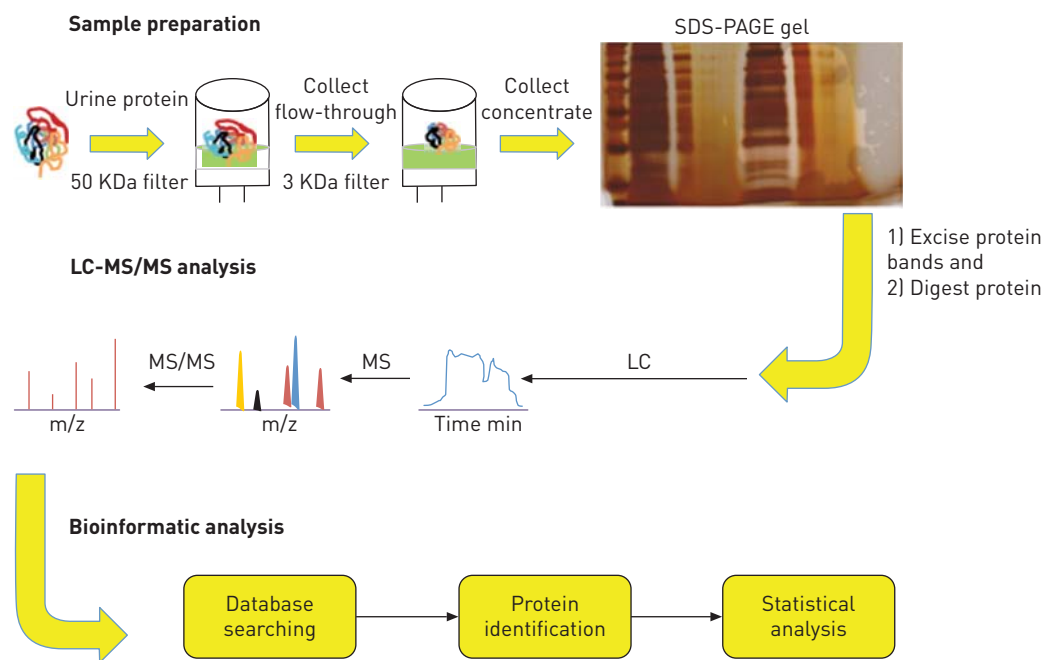 Sample preparation
SDS-PAGE gel
Urine protein
50 KDa filter
Collect
flow-through
3 KDa filter
Collect
concentrate
1) Excise protein
bands and
2) Digest protein
LC-MS/MS analysis
LC
Time min
MS
m/z
MS/MS
m/z
Bioinformatic analysis
Database
searching
Protein
identification
Statistical
analysis